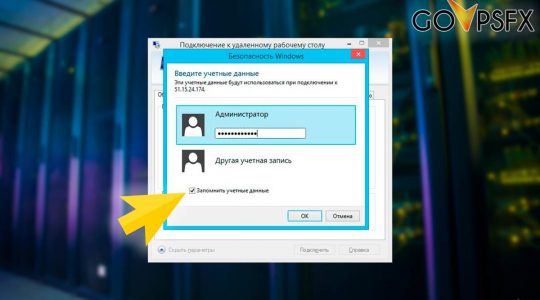 GOVPSFX
Подключение к удаленному рабочему столу
Безопасность Windows
Введите учетные данные
Эти учетные данные будут использоваться при подключении к
51.15.24.174.
Администратор
••••••••••••
Другая учетная запись
Запомнить учетные данные
ОК
Отмена
Скрыть параметры
Подключить
Справка